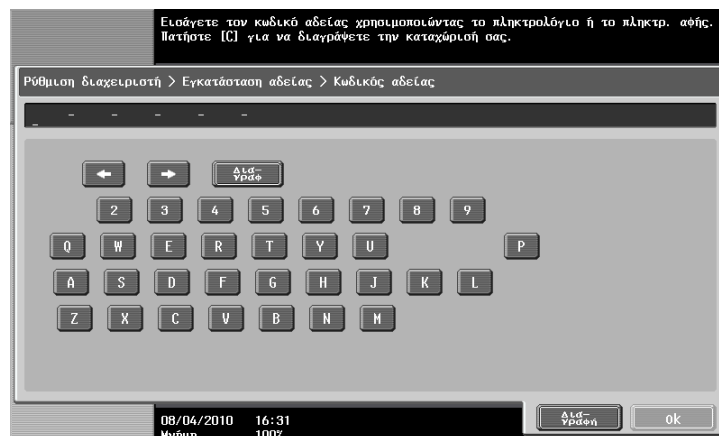 Εισάγετε τον κωδικό αδείας χρησιμοποιώντας το πληκτρολόγιο ή το πληκτρ. αφής.
Πατήστε [C] για να διαγράψετε την καταχώρισή σας.
Ρύθμιση διαχειριστή > Εγκατάσταση αδείας > Κωδικός αδείας
_ - - - - -
← → Δια-
γραφ
2 3 4 5 6 7 8 9
Q W E R T Y U P
A S D F G H J K L
Z X C V B N M
Δια-
γραφή ok
08/04/2010 16:31
Μνήμη 100%